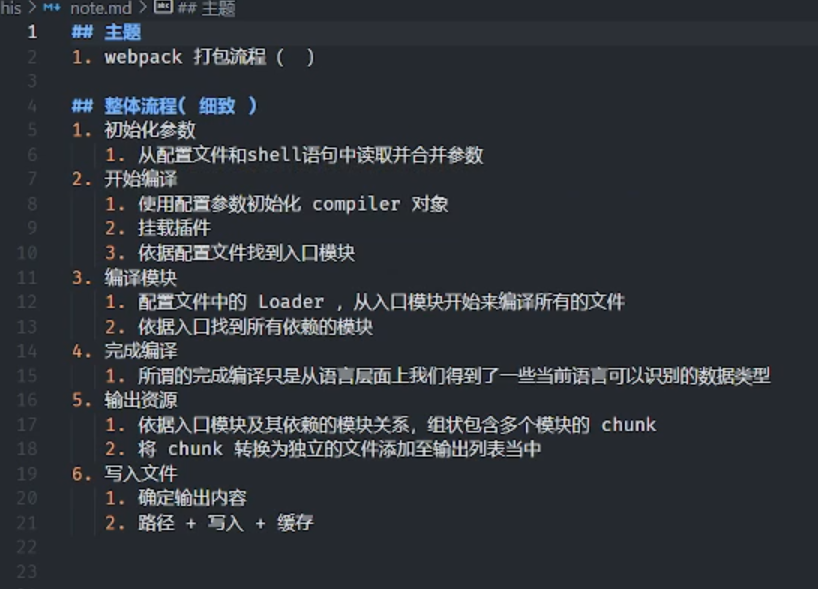 his > note.md > ## 主题
1 ## 主题
2 1. webpack 打包流程 (  )
3
4 ## 整体流程( 细致 )
5 1. 初始化参数
6 1. 从配置文件和shell语句中读取并合并参数
7 2. 开始编译
8 1. 使用配置参数初始化 compiler 对象
9 2. 挂载插件
10 3. 依据配置文件找到入口模块
11 3. 编译模块
12 1. 配置文件中的 Loader ，从入口模块开始来编译所有的文件
13 2. 依据入口找到所有依赖的模块
14 4. 完成编译
15 1. 所谓的完成编译只是从语言层面上我们得到了一些当前语言可以识别的数据类型
16 5. 输出资源
17 1. 依据入口模块及其依赖的模块关系，组状包含多个模块的 chunk
18 2. 将 chunk 转换为独立的文件添加至输出列表当中
19 6. 写入文件
20 1. 确定输出内容
21 2. 路径 + 写入 + 缓存
22
23